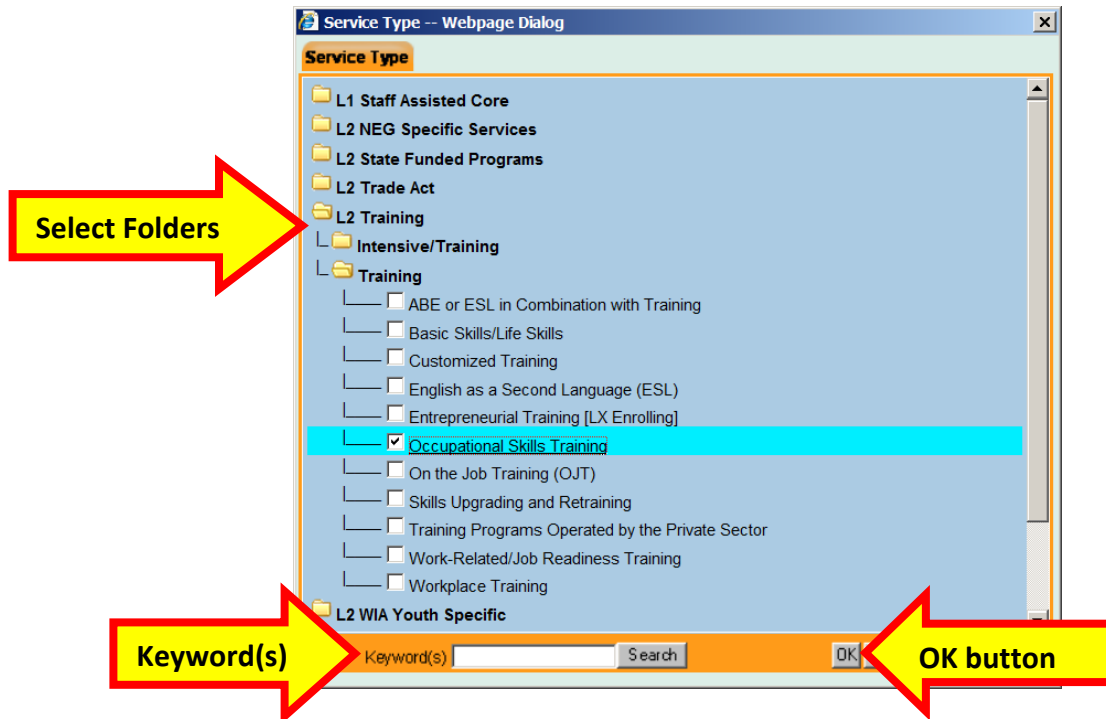 Service Type -- Webpage Dialog
Service Type
L1 Staff Assisted Core
L2 NEG Specific Services
L2 State Funded Programs
L2 Trade Act
Select Folders
L2 Training
Intensive/Training
Training
ABE or ESL in Combination with Training
Basic Skills/Life Skills
Customized Training
English as a Second Language (ESL)
Entrepreneurial Training [LX Enrolling]
Occupational Skills Training
On the Job Training (OJT)
Skills Upgrading and Retraining
Training Programs Operated by the Private Sector
Work-Related/Job Readiness Training
Workplace Training
L2 WIA Youth Specific
Keyword(s)
Keyword(s) Search OK
OK button